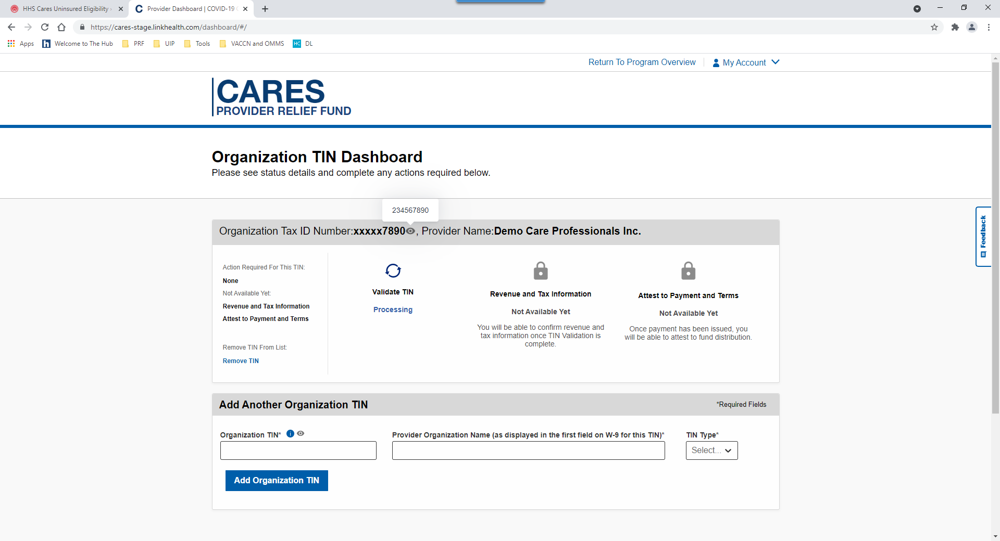 HHS Cares Uninsured Eligibility
Provider Dashboard | COVID-19
https://cares-stage.linkhealth.com/dashboard/#/
Apps
h Welcome to The Hub
PRF
UIP
Tools
VACCN and OMMS
HC DL
Return To Program Overview
My Account
CARES
PROVIDER RELIEF FUND
Organization TIN Dashboard
Please see status details and complete any actions required below.
234567890
Organization Tax ID Number:xxxxx7890, Provider Name:Demo Care Professionals Inc.
Action Required For This TIN:
None
Not Available Yet:
Revenue and Tax Information
Attest to Payment and Terms
Remove TIN From List:
Remove TIN
Validate TIN
Processing
Revenue and Tax Information
Not Available Yet
You will be able to confirm revenue and
tax information once TIN Validation is
complete.
Attest to Payment and Terms
Not Available Yet
Once payment has been issued, you
will be able to attest to fund distribution.
Feedback
Add Another Organization TIN
*Required Fields
Organization TIN*
Provider Organization Name (as displayed in the first field on W-9 for this TIN)*
TIN Type*
Select...
Add Organization TIN